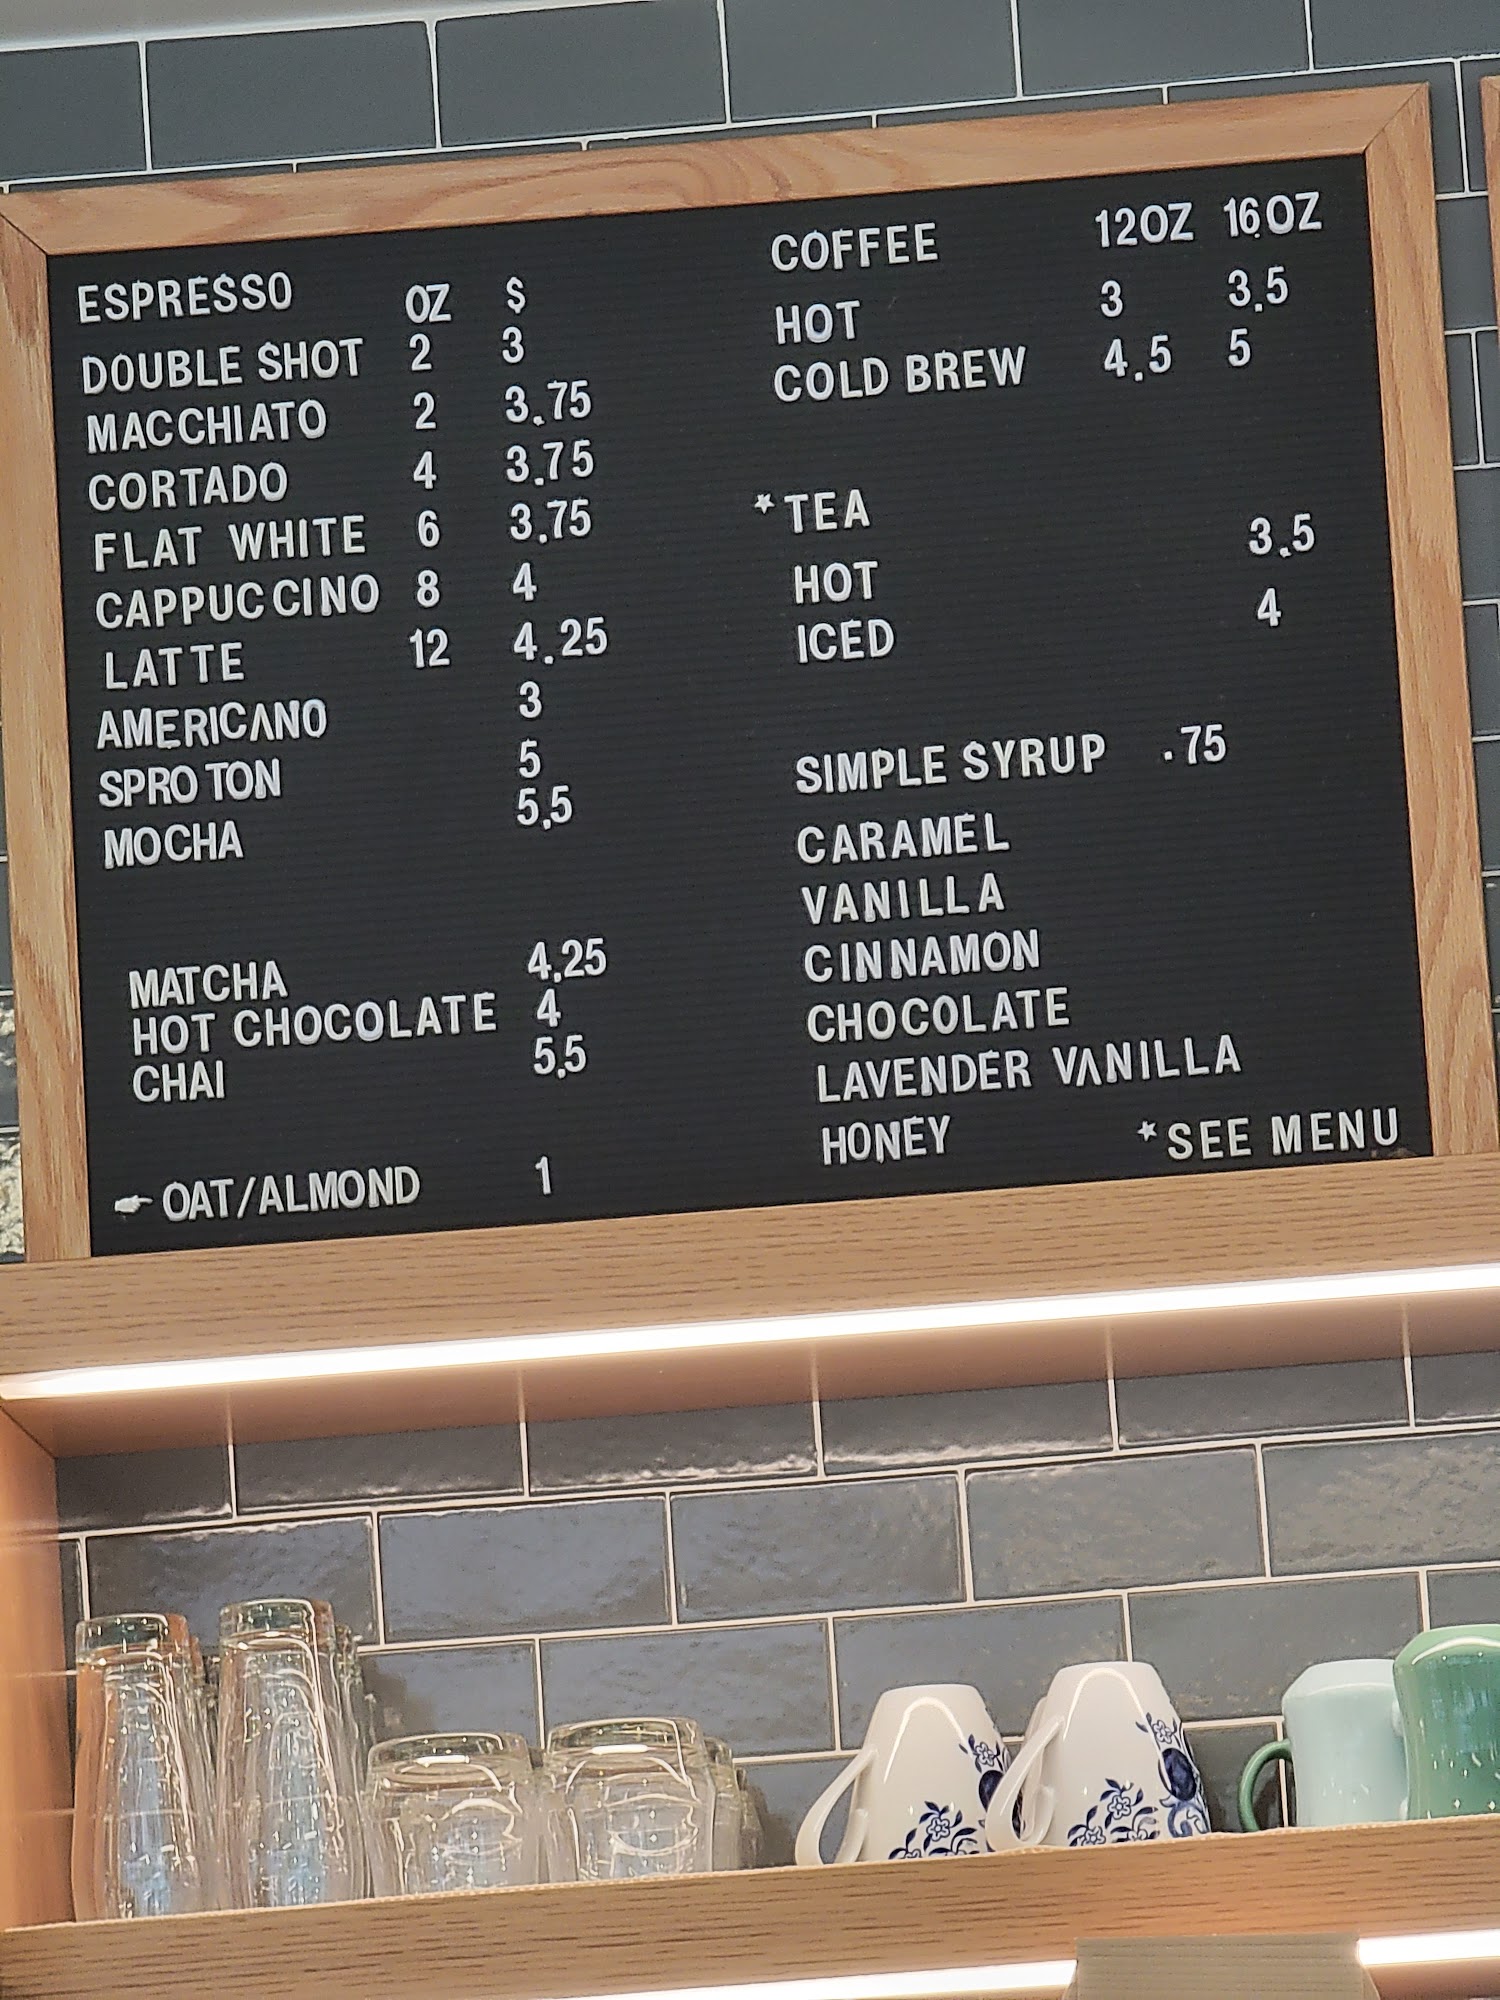 ESPRESSO OZ $
DOUBLE SHOT 2 3
MACCHIATO 2 3.75
CORTADO 4 3.75
FLAT WHITE 6 3.75
CAPPUCCINO 8 4
LATTE 12 4.25
AMERICANO 3
SPRO TON 5
MOCHA 5.5
MATCHA 4.25
HOT CHOCOLATE 4
CHAI 5.5
☛ OAT/ALMOND 1
COFFEE 12OZ 16OZ
HOT 3 3.5
COLD BREW 4.5 5
*TEA
HOT 3.5
ICED 4
SIMPLE SYRUP .75
CARAMEL
VANILLA
CINNAMON
CHOCOLATE
LAVENDER VANILLA
HONEY
*SEE MENU